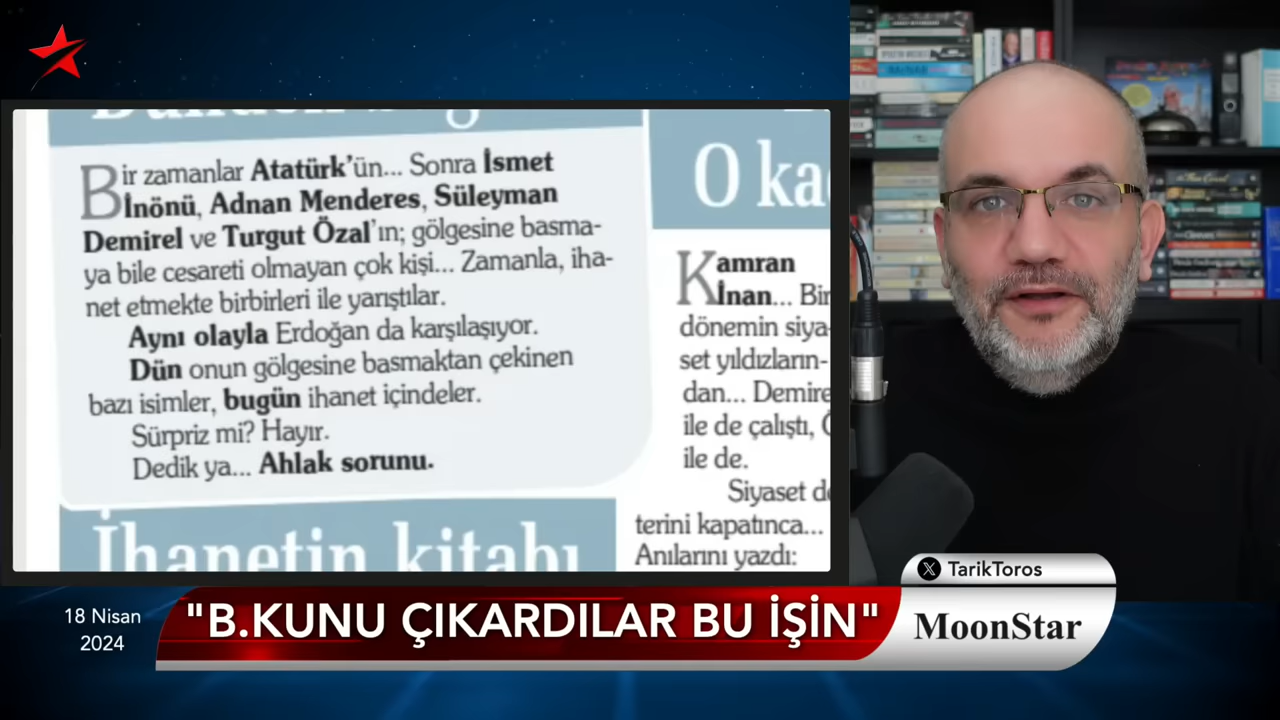 Bir zamanlar Atatürk'ün... Sonra İsmet
İnönü, Adnan Menderes, Süleyman
Demirel ve Turgut Özal'ın; gölgesine basma-
ya bile cesareti olmayan çok kişi... Zamanla, iha-
net etmekte birbirleri ile yarıştılar.
Aynı olayla Erdoğan da karşılaşıyor.
Dün onun gölgesine basmaktan çekinen
bazı isimler, bugün ihanet içindeler.
Sürpriz mi? Hayır.
Dedik ya... Ahlak sorunu.
İhanetin kitabı
O ka
Kamran
İnan... Bir
dönemin siya-
set yıldızların-
dan... Demire
ile de çalıştı, Ö
ile de.
Siyaset de
terini kapatınca...
Anılarını yazdı:
TarikToros
18 Nisan
2024
"B.KUNU ÇIKARDILAR BU İŞİN"
MoonStar